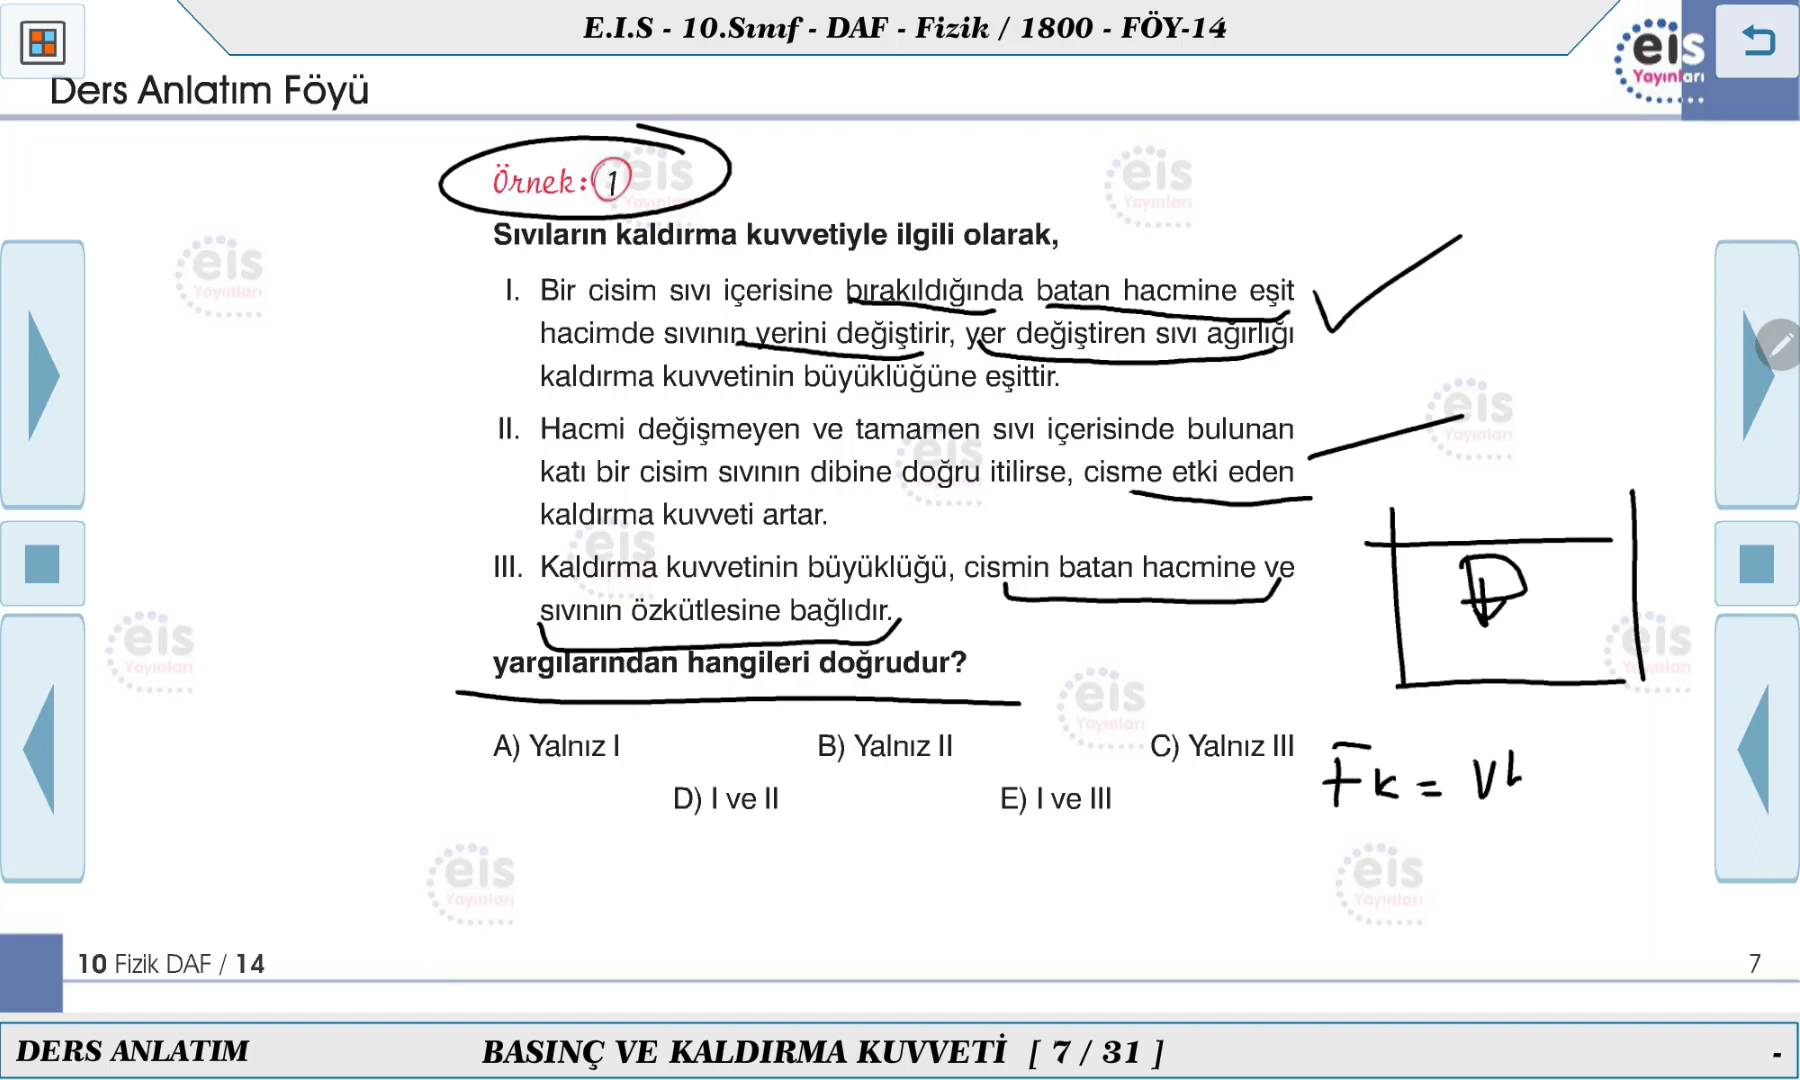 E.I.S - 10.Sınıf - DAF - Fizik / 1800 - FÖY-14
eis
Yayınları
Ders Anlatım Föyü
Örnek: 1
Sıvıların kaldırma kuvvetiyle ilgili olarak,
I. Bir cisim sıvı içerisine bırakıldığında batan hacmine eşit
hacimde sıvının yerini değiştirir, yer değiştiren sıvı ağırlığı
kaldırma kuvvetinin büyüklüğüne eşittir.
II. Hacmi değişmeyen ve tamamen sıvı içerisinde bulunan
katı bir cisim sıvının dibine doğru itilirse, cisme etki eden
kaldırma kuvveti artar.
III. Kaldırma kuvvetinin büyüklüğü, cismin batan hacmine ve
sıvının özkütlesine bağlıdır.
yargılarından hangileri doğrudur?
A) Yalnız I B) Yalnız II C) Yalnız III
D) I ve II E) I ve III
Fk =
10 Fizik DAF / 14
7
DERS ANLATIM BASINÇ VE KALDIRMA KUVVETİ [ 7 / 31 ] -